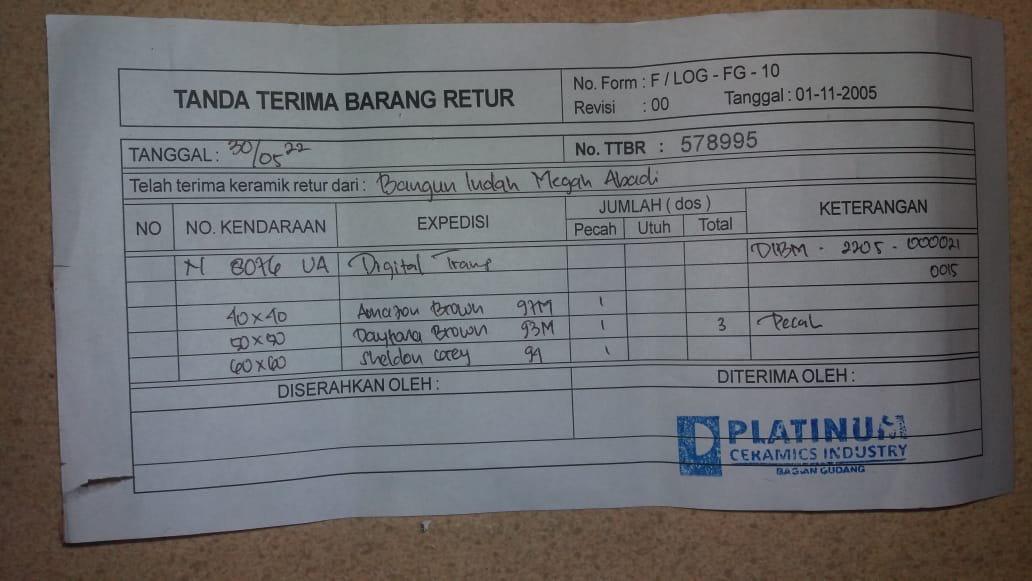 TANDA TERIMA BARANG RETUR
No. Form : F / LOG - FG - 10
Revisi : 00 Tanggal : 01-11-2005
TANGGAL : 30/05 22 No. TTBR : 578995
Telah terima keramik retur dari : Bangun Indah Megah Abadi
NO NO. KENDARAAN EXPEDISI JUMLAH ( dos ) KETERANGAN
Pecah Utuh Total
N 8076 UA Digital Trans DIBM - 2205 - 000021
0015
40 x 40 Amazon Brown 97M 1
50 x 50 Daytona Brown 93M 1 3 Pecah
60 x 60 Sheldon Grey 91 1
DISERAHKAN OLEH : DITERIMA OLEH :
PLATINUM
CERAMICS INDUSTRY
BAGIAN GUDANG